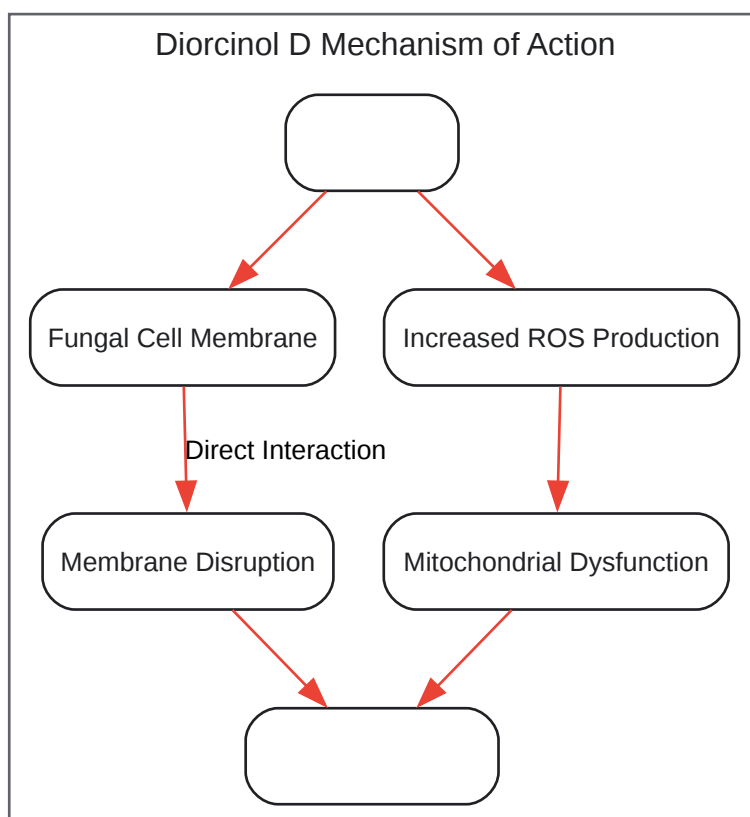 Diorcinol D Mechanism of Action
Fungal Cell Membrane
Increased ROS Production
Direct Interaction
Membrane Disruption
Mitochondrial Dysfunction